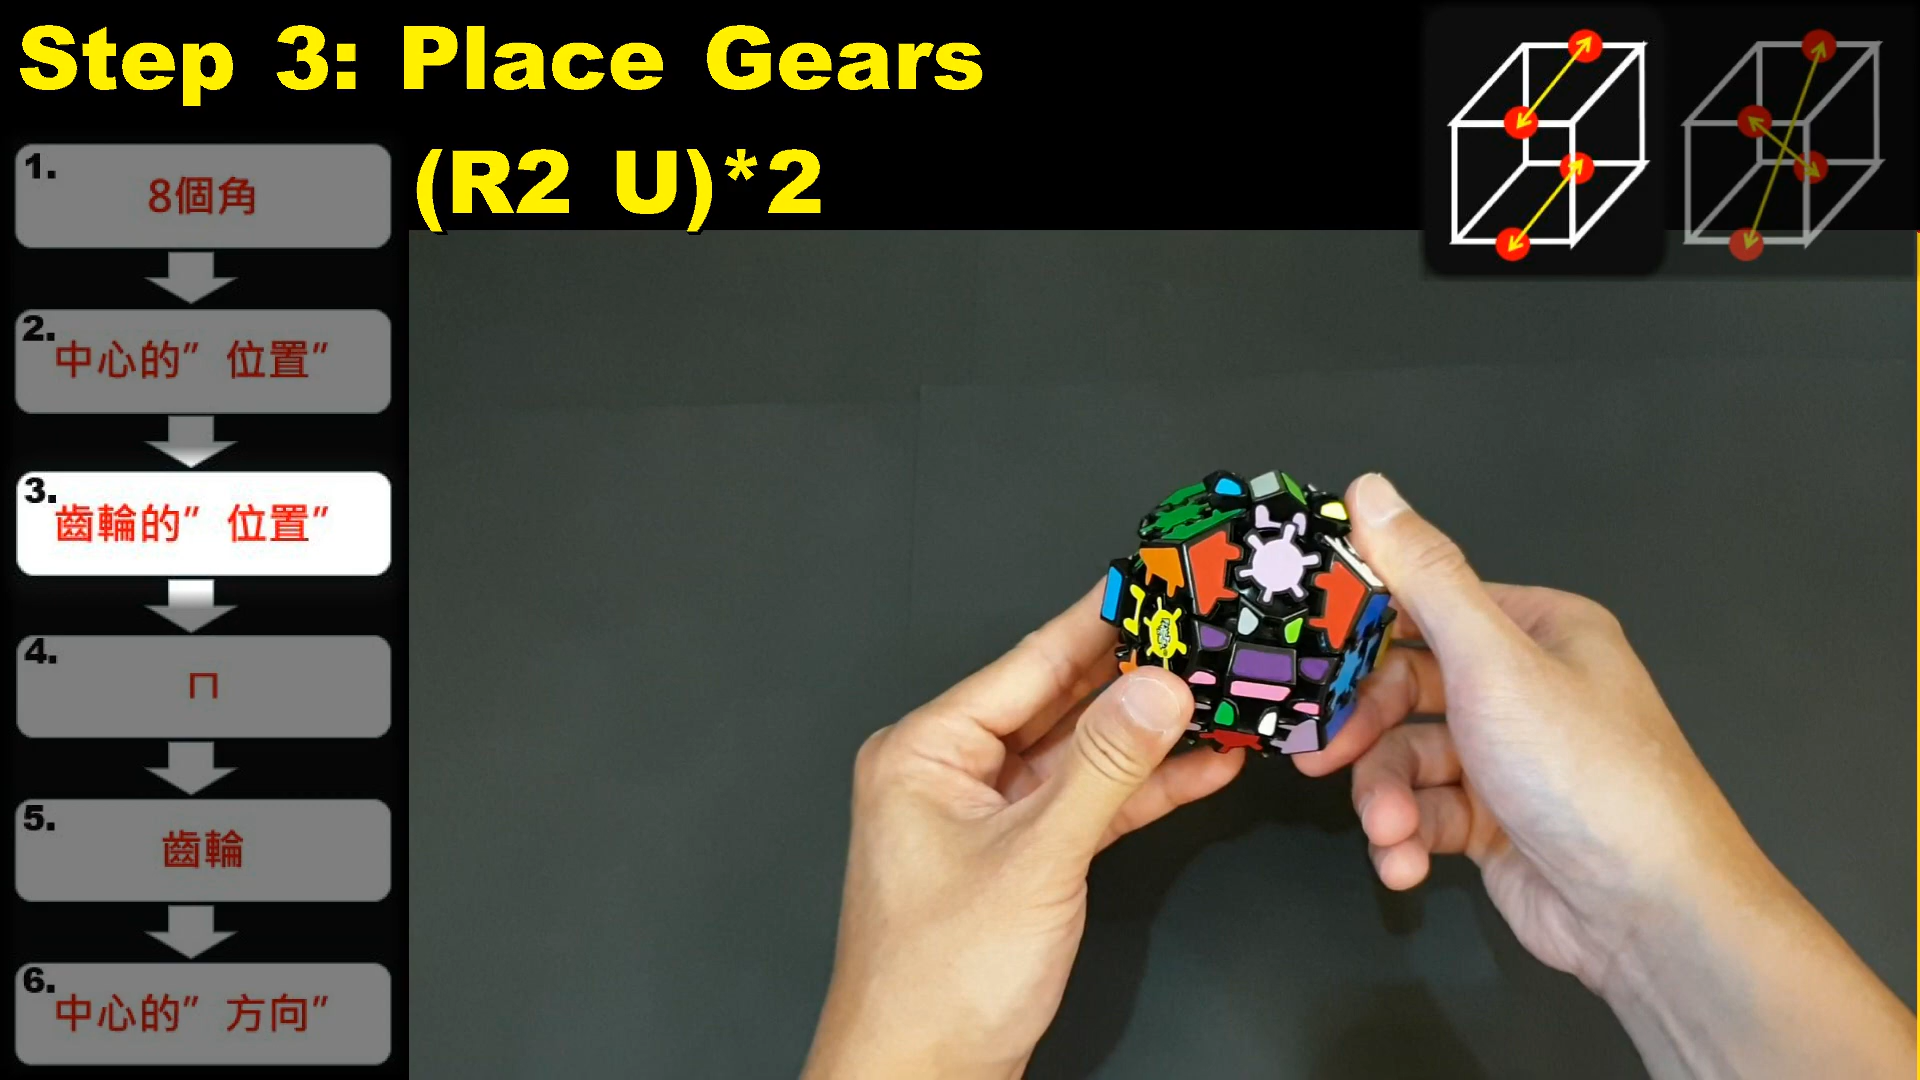 Step 3: Place Gears
(R2 U)*2
1.
8個角
2.
中心的”位置”
3.
齒輪的”位置”
4.
ㄇ
5.
齒輪
6.
中心的”方向”